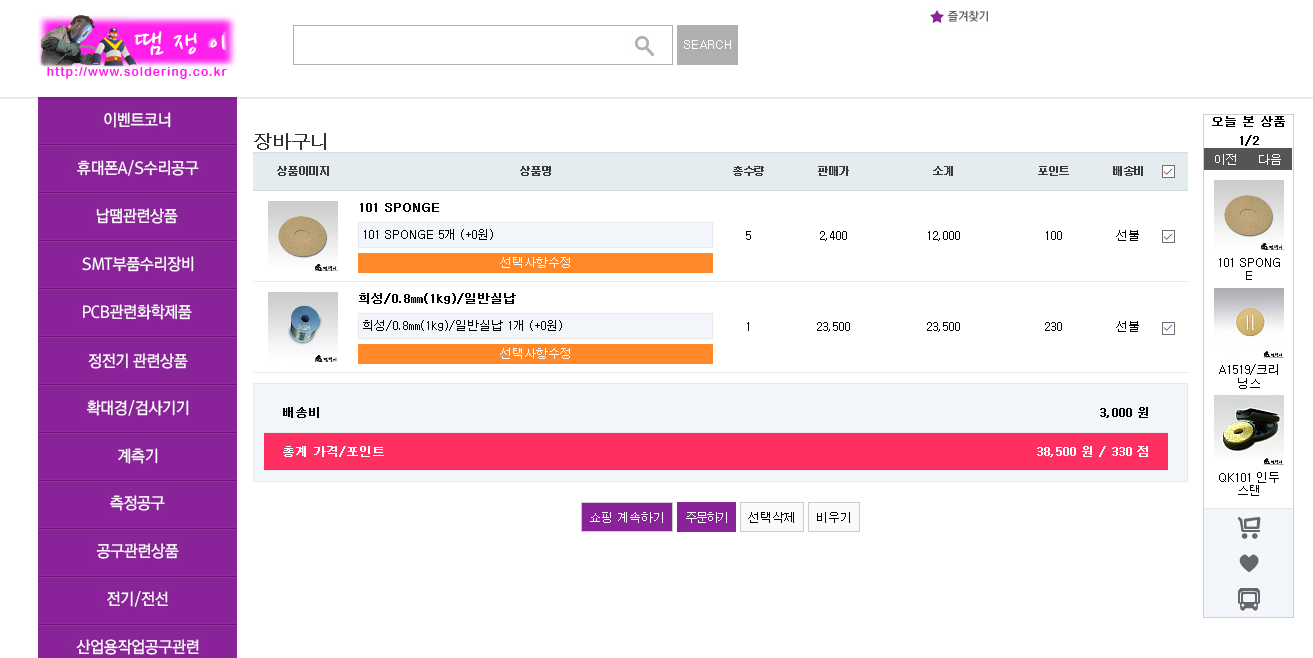 땜쟁이
http://www.soldering.co.kr
SEARCH
즐겨찾기
이벤트코너
휴대폰A/S수리공구
납땜관련상품
SMT부품수리장비
PCB관련화학제품
정전기 관련상품
확대경/검사기기
계측기
측정공구
공구관련상품
전기/전선
산업용작업공구관련
장바구니
상품이미지 상품명 총수량 판매가 소계 포인트 배송비
101 SPONGE
101 SPONGE 5개 (+0원)
선택사항수정
5 2,400 12,000 100 선불
희성/0.8㎜(1kg)/일반실납
희성/0.8㎜(1kg)/일반실납 1개 (+0원)
선택사항수정
1 23,500 23,500 230 선불
배송비 3,000 원
총계 가격/포인트 38,500 원 / 330 점
쇼핑 계속하기 주문하기 선택삭제 비우기
오늘 본 상품
1/2
이전 다음
101 SPONG
E
A1519/크리
닝스
QK101 인두
스탠